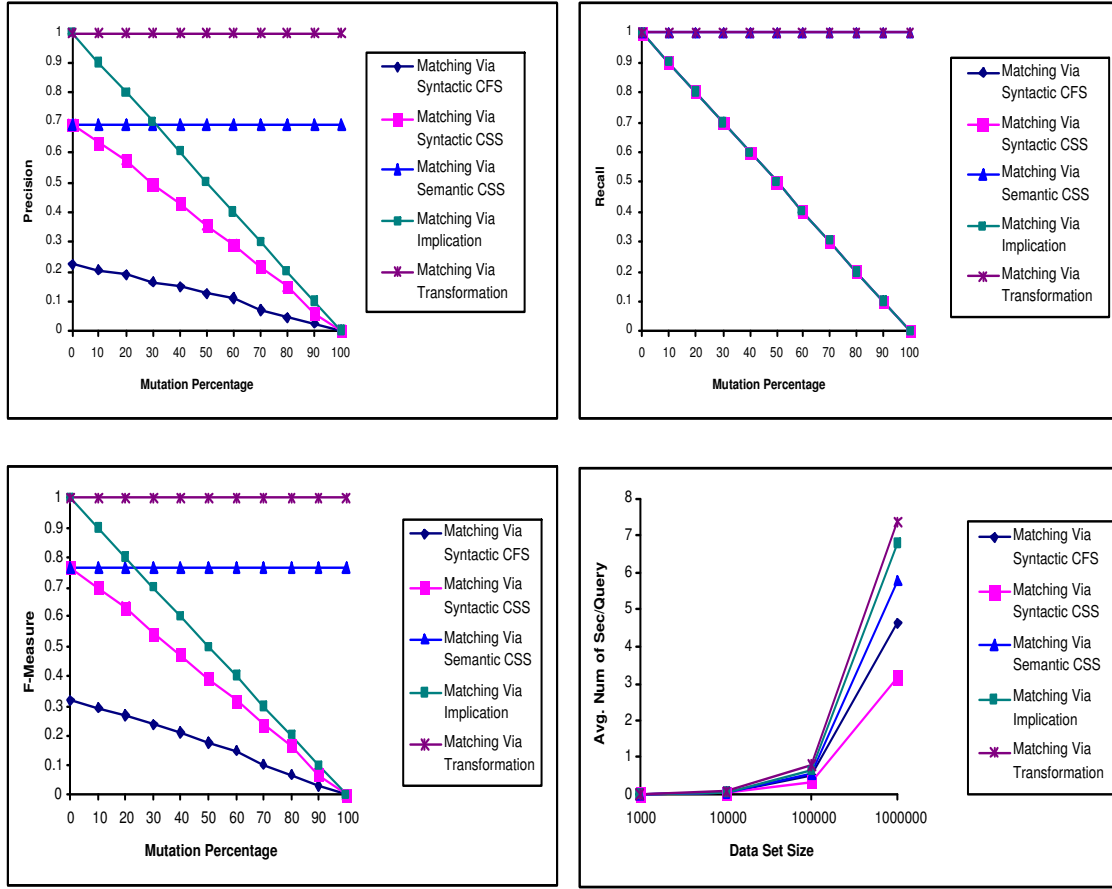 1
0.9
0.8
0.7
0.6
0.5
0.4
0.3
0.2
0.1
0
Precision
0 10 20 30 40 50 60 70 80 90 100
Mutation Percentage
Matching Via
Syntactic CFS
Matching Via
Syntactic CSS
Matching Via
Semantic CSS
Matching Via
Implication
Matching Via
Transformation
1
0.9
0.8
0.7
0.6
0.5
0.4
0.3
0.2
0.1
0
Recall
0 10 20 30 40 50 60 70 80 90 100
Mutation Percentage
Matching Via
Syntactic CFS
Matching Via
Syntactic CSS
Matching Via
Semantic CSS
Matching Via
Implication
Matching Via
Transformation
1
0.9
0.8
0.7
0.6
0.5
0.4
0.3
0.2
0.1
0
F-Measure
0 10 20 30 40 50 60 70 80 90 100
Mutation Percentage
Matching Via
Syntactic CFS
Matching Via
Syntactic CSS
Matching Via
Semantic CSS
Matching Via
Implication
Matching Via
Transformation
8
7
6
5
4
3
2
1
0
Avg. Num of Sec/Query
1000 10000 100000 1000000
Data Set Size
Matching Via
Syntactic CFS
Matching Via
Syntactic CSS
Matching Via
Semantic CSS
Matching Via
Implication
Matching Via
Transformation